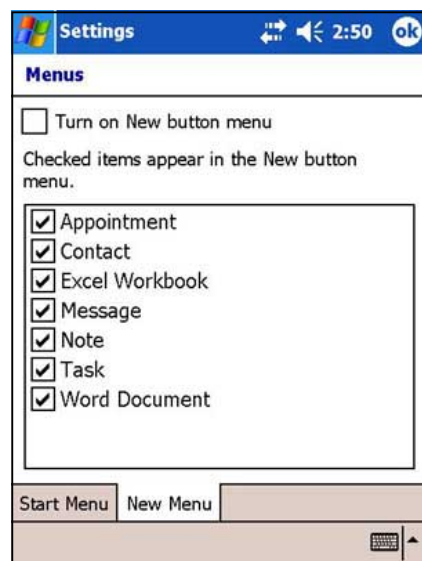 Settings 2:50 ok
Menus
Turn on New button menu
Checked items appear in the New button
menu.
Appointment
Contact
Excel Workbook
Message
Note
Task
Word Document
Start Menu New Menu